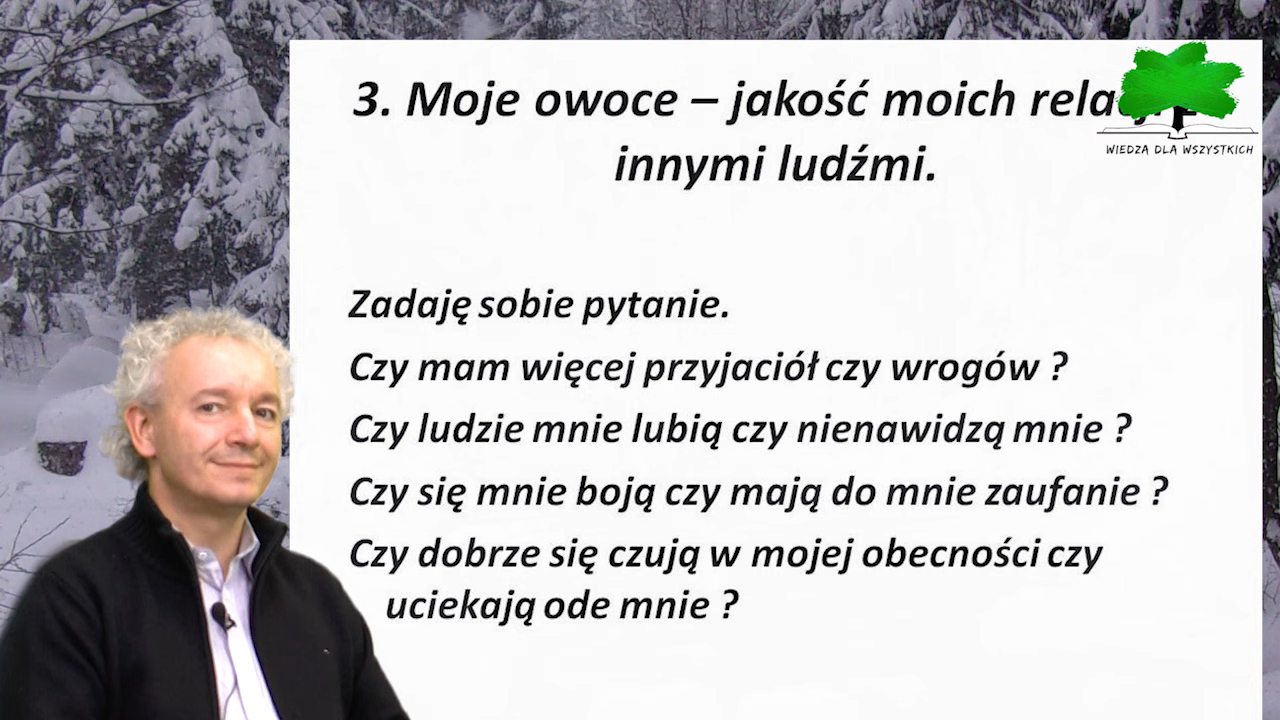 3. Moje owoce – jakość moich
innymi ludźmi.
WIEDZA DLA WSZYSTKICH
Zadaję sobie pytanie.
Czy mam więcej przyjaciół czy wrogów ?
Czy ludzie mnie lubią czy nienawidzą mnie ?
Czy się mnie boją czy mają do mnie zaufanie ?
Czy dobrze się czują w mojej obecności czy
uciekają ode mnie ?